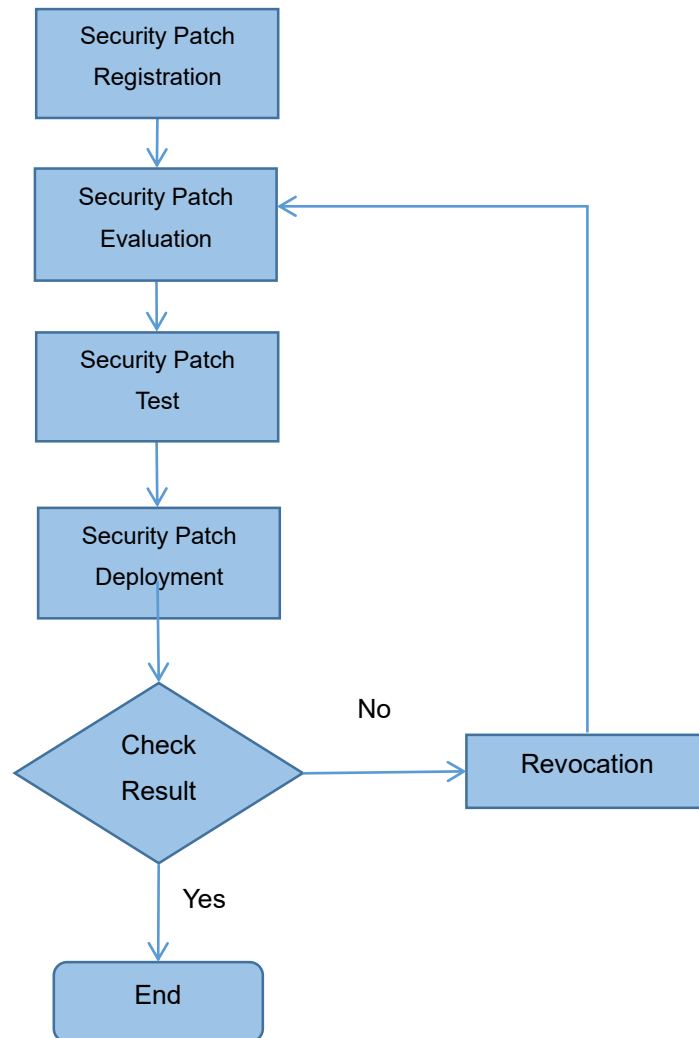 Security Patch
Registration
Security Patch
Evaluation
Security Patch
Test
Security Patch
Deployment
Check
Result
No
Revocation
Yes
End